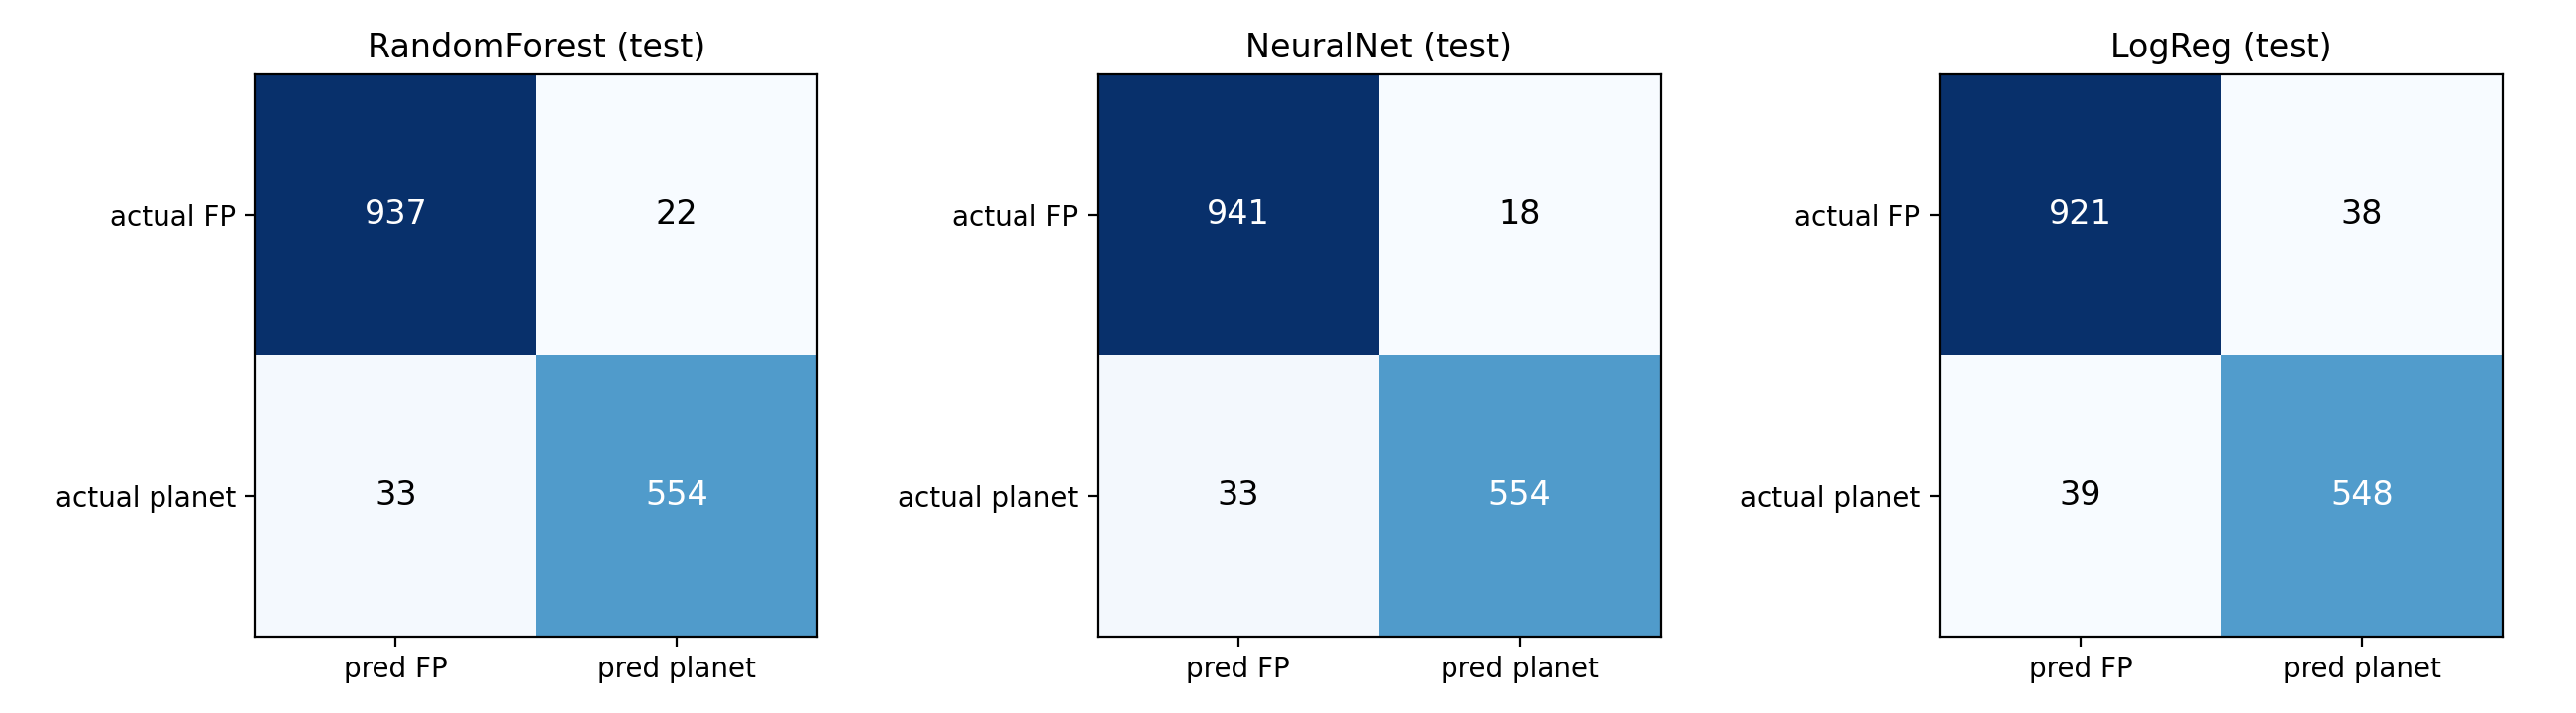 RandomForest (test)
actual FP
937
22
actual planet
33
554
pred FP
pred planet
NeuralNet (test)
actual FP
941
18
actual planet
33
554
pred FP
pred planet
LogReg (test)
actual FP
921
38
actual planet
39
548
pred FP
pred planet